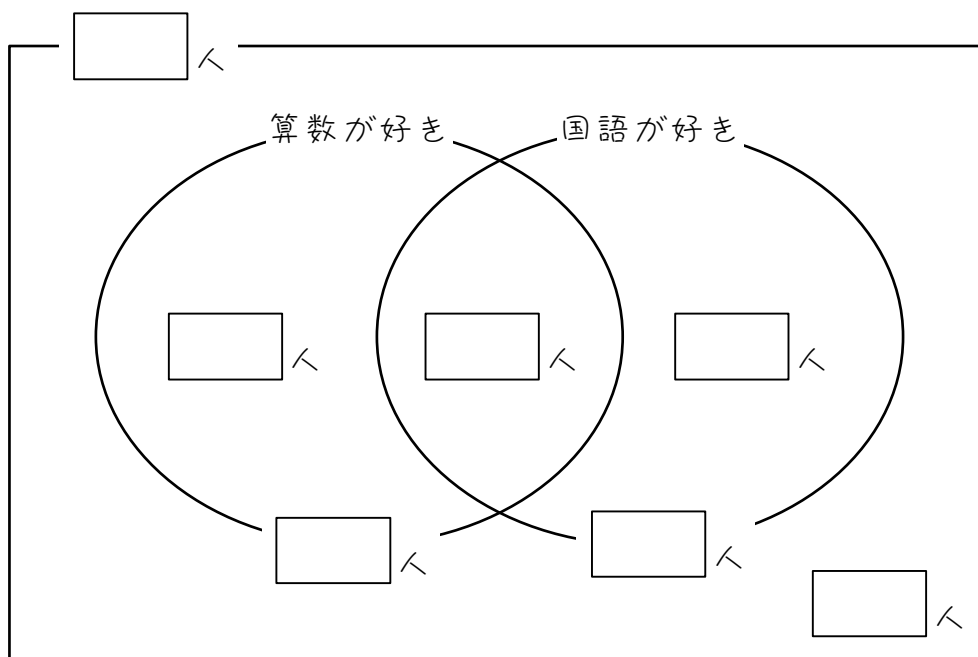 人
算数が好き 国語が好き
人 人 人
人 人
人